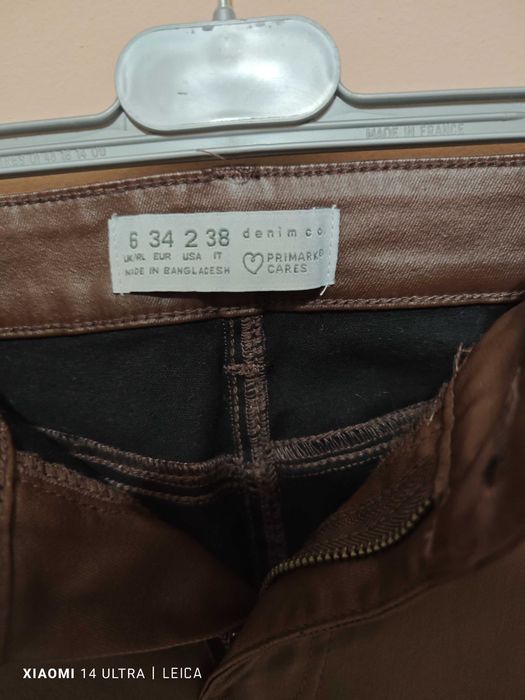 MADE IN FRANCE
6 34 2 38
UK/IRL EUR USA IT
MADE IN BANGLADESH
denim co
PRIMARK®
CARES
XIAOMI 14 ULTRA | LEICA